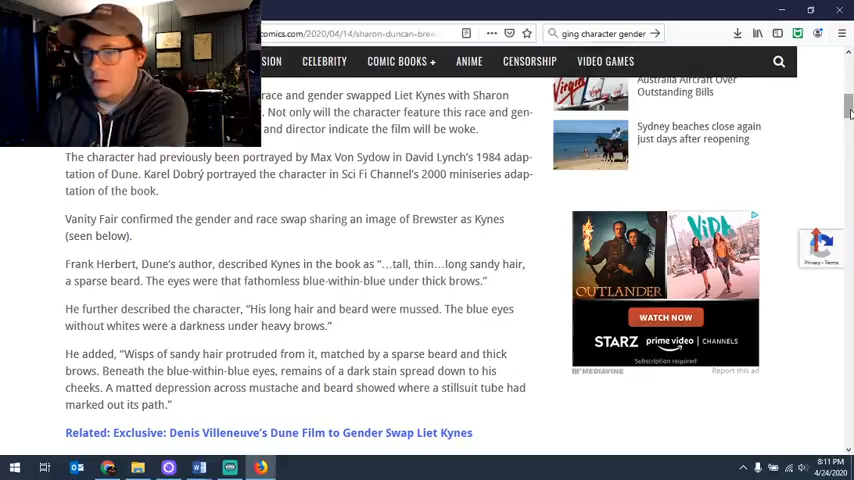 comics.com/2020/04/14/sharon-duncan-brew
ging character gender
SION CELEBRITY COMIC BOOKS ANIME CENSORSHIP VIDEO GAMES
race and gender swapped Liet Kynes with Sharon
Not only will the character feature this race and gen-
and director indicate the film will be woke.
The character had previously been portrayed by Max Von Sydow in David Lynch's 1984 adap-
tation of Dune. Karel Dobrý portrayed the character in Sci Fi Channel's 2000 miniseries adap-
tation of the book.
Vanity Fair confirmed the gender and race swap sharing an image of Brewster as Kynes
(seen below).
Frank Herbert, Dune's author, described Kynes in the book as "…tall, thin…long sandy hair,
a sparse beard. The eyes were that fathomless blue-within-blue under thick brows."
He further described the character, "His long hair and beard were mussed. The blue eyes
without whites were a darkness under heavy brows."
He added, "Wisps of sandy hair protruded from it, matched by a sparse beard and thick
brows. Beneath the blue-within-blue eyes, remains of a dark stain spread down to his
cheeks. A matted depression across mustache and beard showed where a stillsuit tube had
marked out its path."
Related: Exclusive: Denis Villeneuve's Dune Film to Gender Swap Liet Kynes
Virgin
Australia Aircraft Over
Outstanding Bills
Sydney beaches close again
just days after reopening
OUTLANDER
ViDA
WATCH NOW
STARZ prime video CHANNELS
Subscription required
MEDIAVINE
Report this ad
Privacy - Terms
8:11 PM
4/24/2020